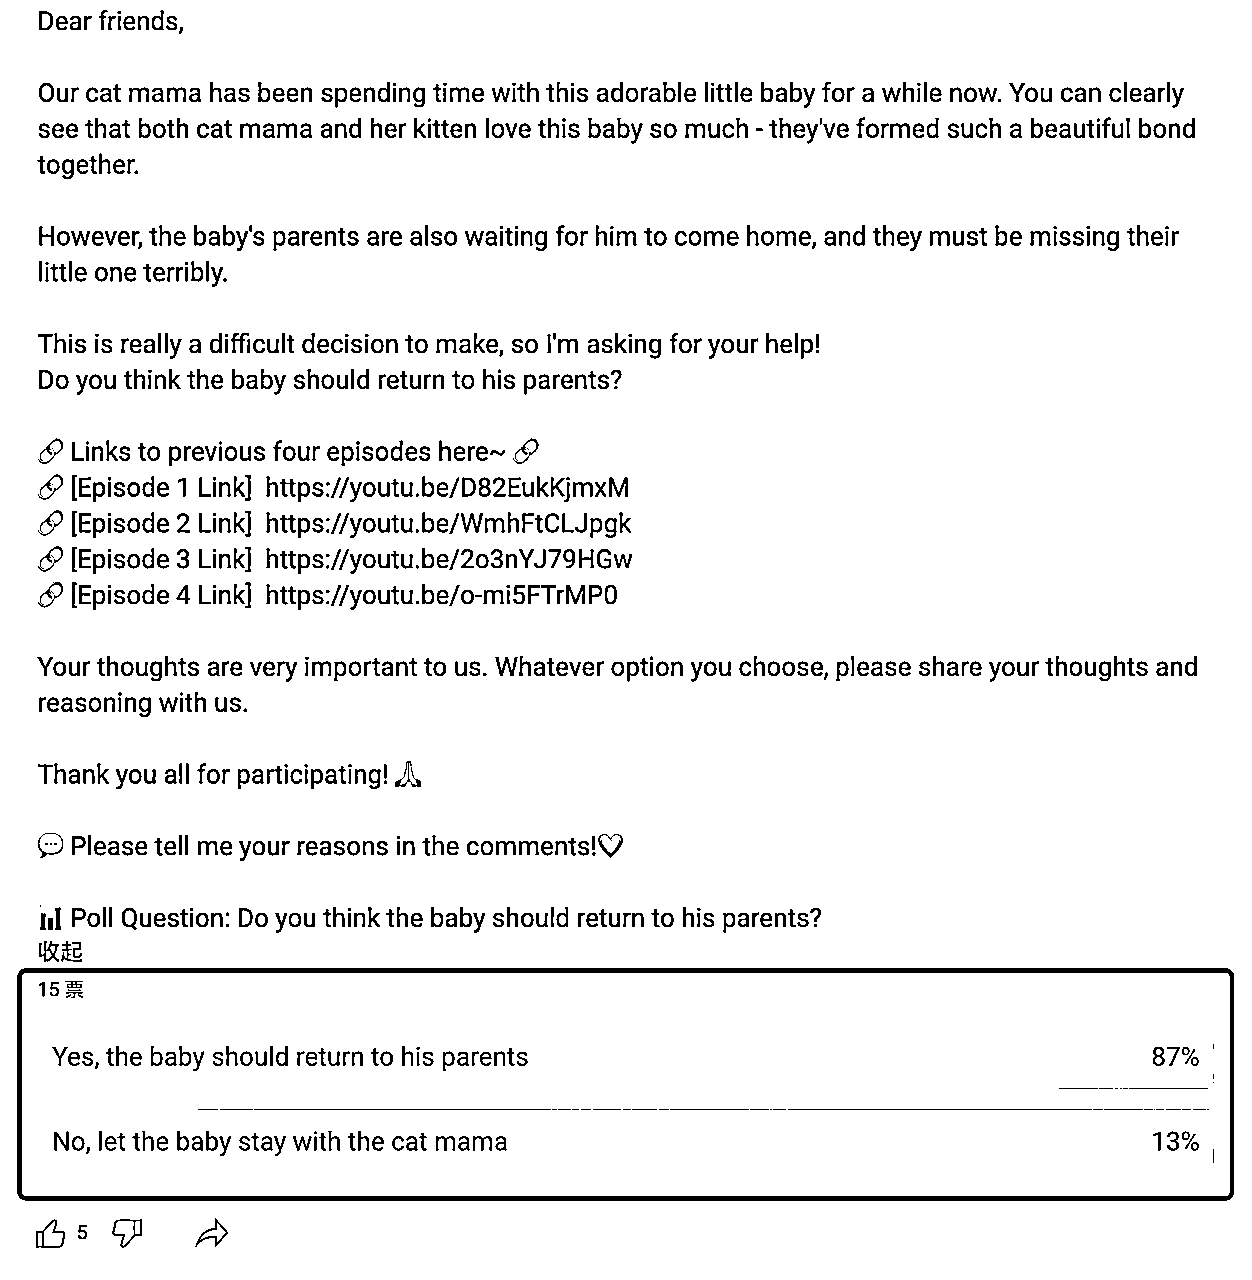 Dear friends,
Our cat mama has been spending time with this adorable little baby for a while now. You can clearly
see that both cat mama and her kitten love this baby so much - they've formed such a beautiful bond
together.
However, the baby's parents are also waiting for him to come home, and they must be missing their
little one terribly.
This is really a difficult decision to make, so I'm asking for your help!
Do you think the baby should return to his parents?
🔗 Links to previous four episodes here~ 🔗
🔗 [Episode 1 Link]  https://youtu.be/D82EukKjmxM
🔗 [Episode 2 Link]  https://youtu.be/WmhFtCLJpgk
🔗 [Episode 3 Link]  https://youtu.be/2o3nYJ79HGw
🔗 [Episode 4 Link]  https://youtu.be/o-mi5FTrMP0
Your thoughts are very important to us. Whatever option you choose, please share your thoughts and
reasoning with us.
Thank you all for participating! 🙏
💬 Please tell me your reasons in the comments!♡
📊 Poll Question: Do you think the baby should return to his parents?
收起
15 票
Yes, the baby should return to his parents 87%
No, let the baby stay with the cat mama 13%
5